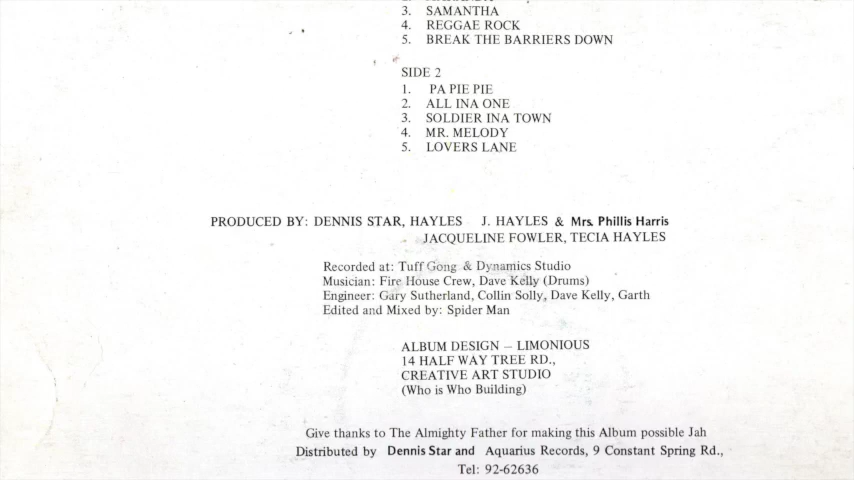 3. SAMANTHA
4. REGGAE ROCK
5. BREAK THE BARRIERS DOWN
SIDE 2
1. PA PIE PIE
2. ALL INA ONE
3. SOLDIER INA TOWN
4. MR. MELODY
5. LOVERS LANE
PRODUCED BY: DENNIS STAR, HAYLES J. HAYLES & Mrs. Phillis Harris
JACQUELINE FOWLER, TECIA HAYLES
Recorded at: Tuff Gong & Dynamics Studio
Musician: Fire House Crew, Dave Kelly (Drums)
Engineer: Gary Sutherland, Collin Solly, Dave Kelly, Garth
Edited and Mixed by: Spider Man
ALBUM DESIGN – LIMONIOUS
14 HALF WAY TREE RD.,
CREATIVE ART STUDIO
(Who is Who Building)
Give thanks to The Almighty Father for making this Album possible Jah
Distributed by Dennis Star and Aquarius Records, 9 Constant Spring Rd.,
Tel: 92-62636